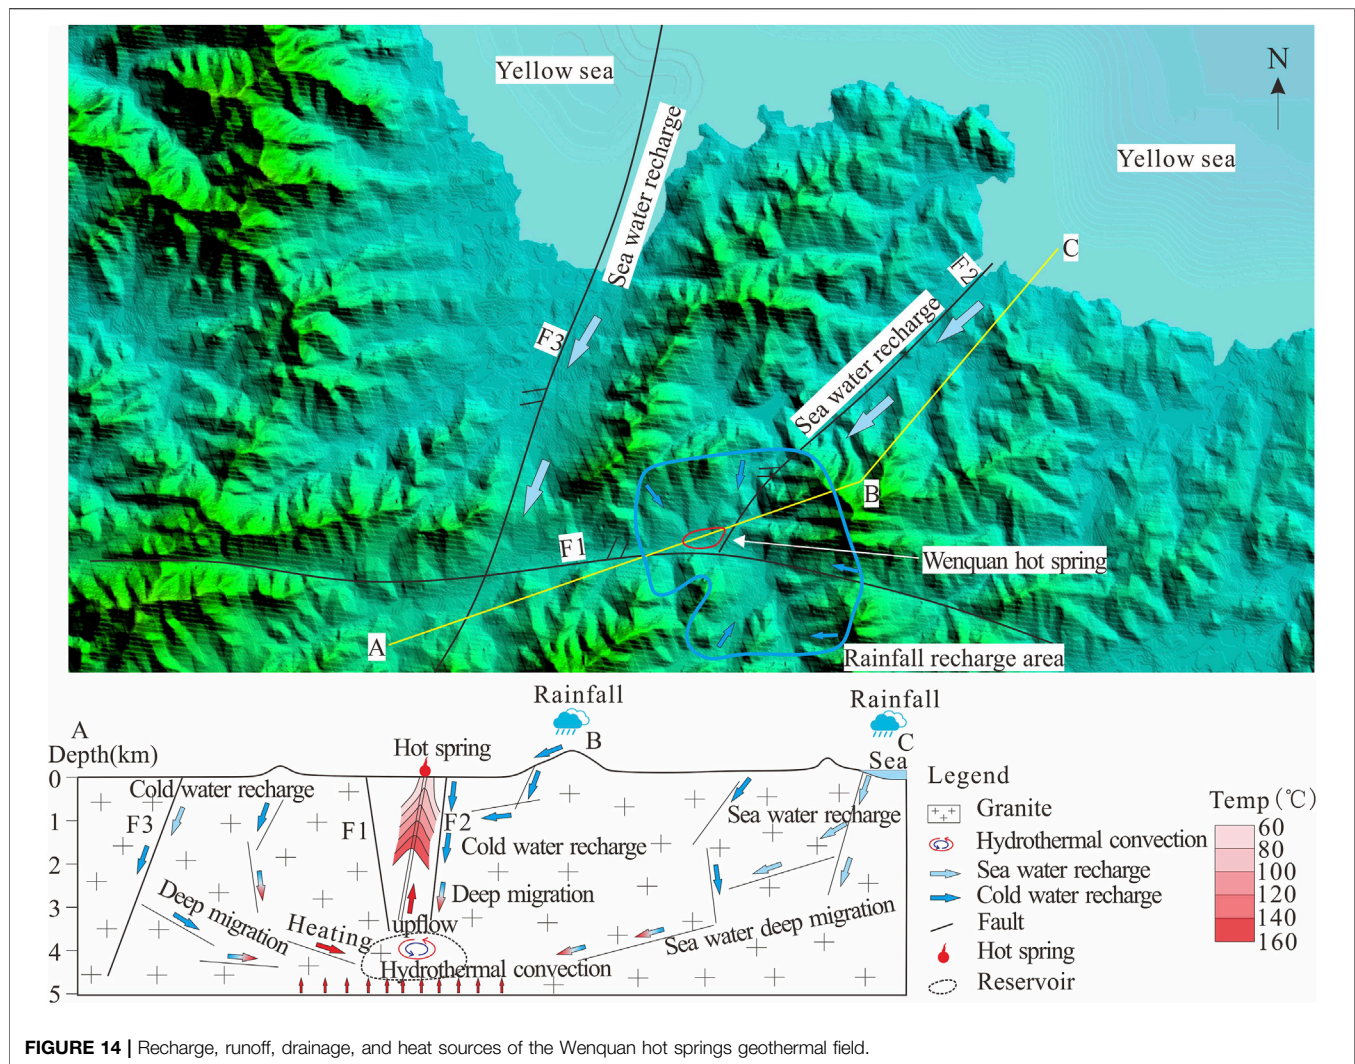 Yellow sea
N
Yellow sea
Sea water recharge
C
F2
F3
Sea water recharge
B
F1
Wenquan hot spring
A
Rainfall recharge area
Rainfall
Rainfall
A
B
C
Depth(km)
Hot spring
Sea
0
Cold water recharge
F3
F1
F2
Sea water recharge
1
Cold water recharge
2
Deep migration
Deep migration
3
Heating
upflow
Sea water deep migration
4
Hydrothermal convection
5
Legend
Granite
Hydrothermal convection
Sea water recharge
Cold water recharge
Fault
Hot spring
Reservoir
Temp (℃)
60
80
100
120
140
160
FIGURE 14 | Recharge, runoff, drainage, and heat sources of the Wenquan hot springs geothermal field.